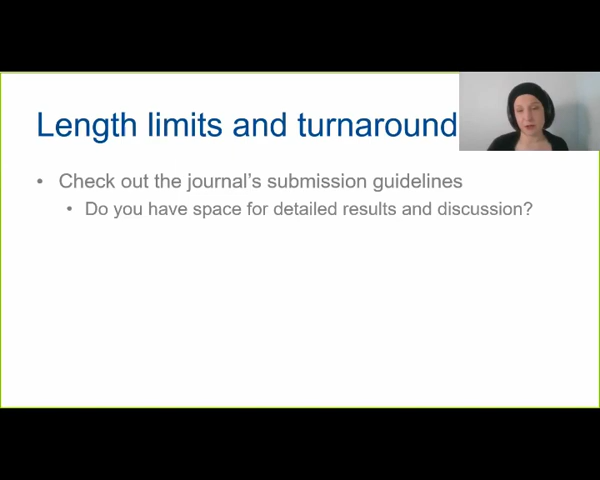 Length limits and turnaround
• Check out the journal's submission guidelines
• Do you have space for detailed results and discussion?